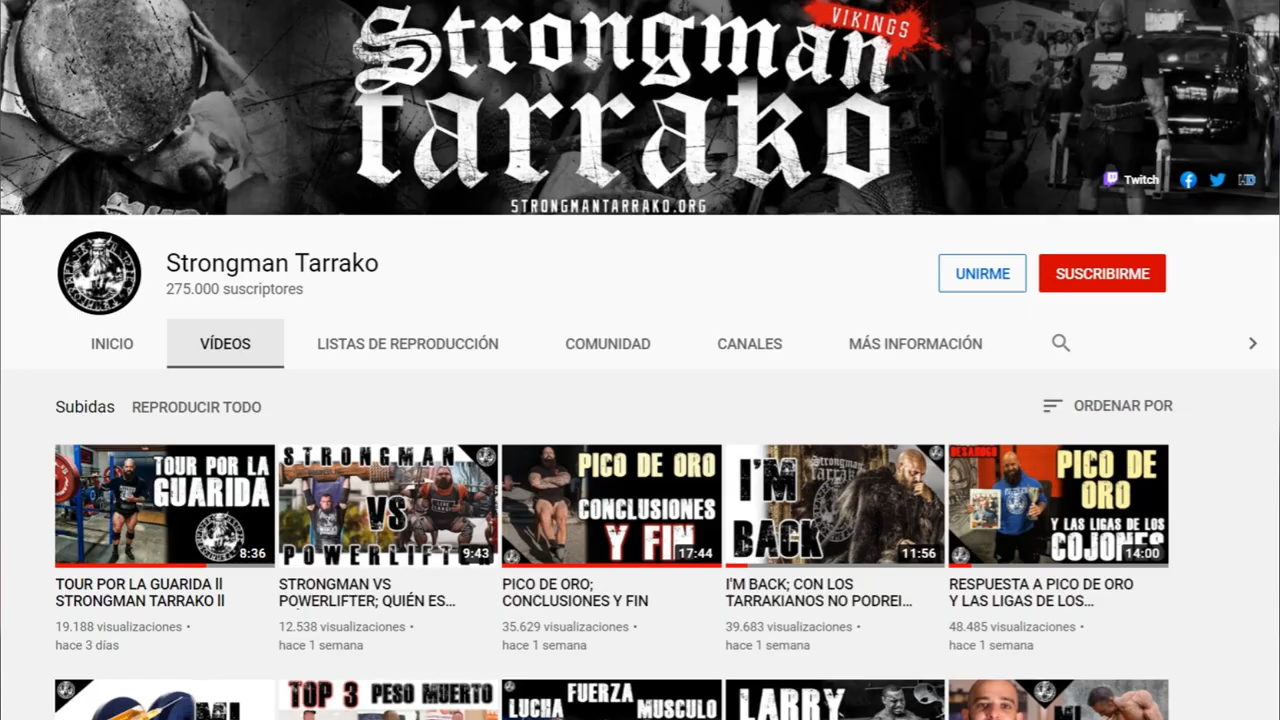 Strongman
VIKINGS
tarrako
STRONGMANTARRAKO.ORG
Twitch
Strongman Tarrako
275.000 suscriptores
UNIRME
SUSCRIBIRME
INICIO
VÍDEOS
LISTAS DE REPRODUCCIÓN
COMUNIDAD
CANALES
MÁS INFORMACIÓN
Subidas
REPRODUCIR TODO
ORDENAR POR
TOUR POR LA
GUARIDA
8:36
TOUR POR LA GUARIDA ll
STRONGMAN TARRAKO ll
19.188 visualizaciones •
hace 3 días
STRONGMAN
VS
9:43
STRONGMAN VS
POWERLIFTER; QUIÉN ES...
12.538 visualizaciones •
hace 1 semana
PICO DE ORO
CONCLUSIONES
Y FIN
17:44
PICO DE ORO;
CONCLUSIONES Y FIN
35.629 visualizaciones •
hace 1 semana
I'M
BACK
Strongman
11:56
I'M BACK; CON LOS
TARRAKIANOS NO PODREI...
39.683 visualizaciones •
hace 1 semana
DESAHOGO
PICO DE
ORO
Y LAS LIGAS DE LOS
COJONES
14:00
RESPUESTA A PICO DE ORO
Y LAS LIGAS DE LOS...
48.485 visualizaciones •
hace 1 semana
MI
TOP 3 PESO MUERTO
LUCHA FUERZA MUSCULO
LARRY
MI